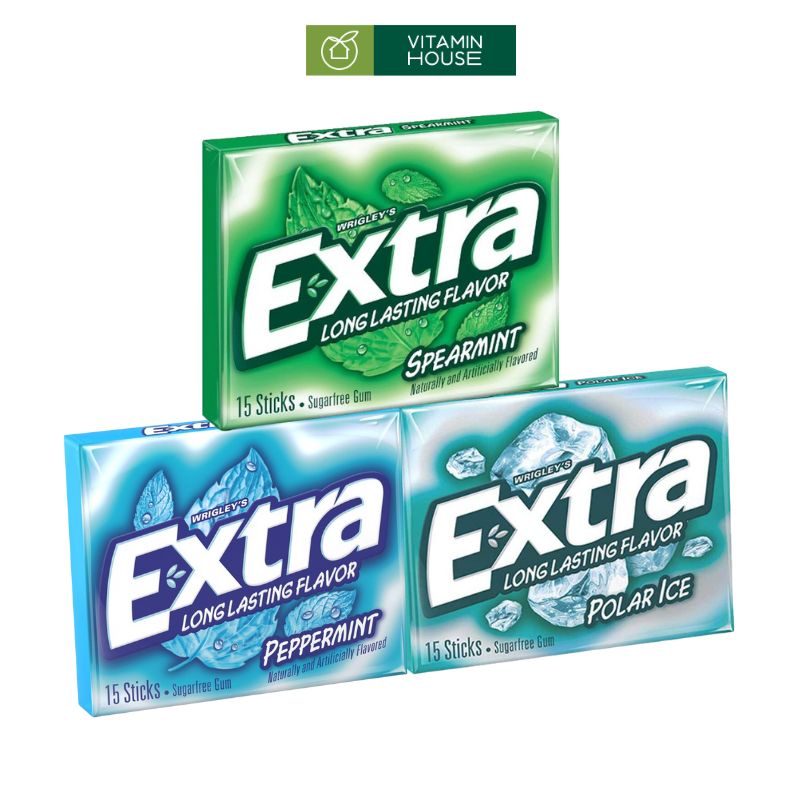 VITAMIN
HOUSE
Extra SPEARMINT
WRIGLEY'S
Extra
LONG LASTING FLAVOR
SPEARMINT
Naturally and Artificially Flavored
15 Sticks • Sugarfree Gum
Extra
WRIGLEY'S
Extra
LONG LASTING FLAVOR
PEPPERMINT
Naturally and Artificially Flavored
15 Sticks • Sugarfree Gum
POLAR ICE
WRIGLEY'S
Extra
LONG LASTING FLAVOR
POLAR ICE
15 Sticks • Sugarfree Gum